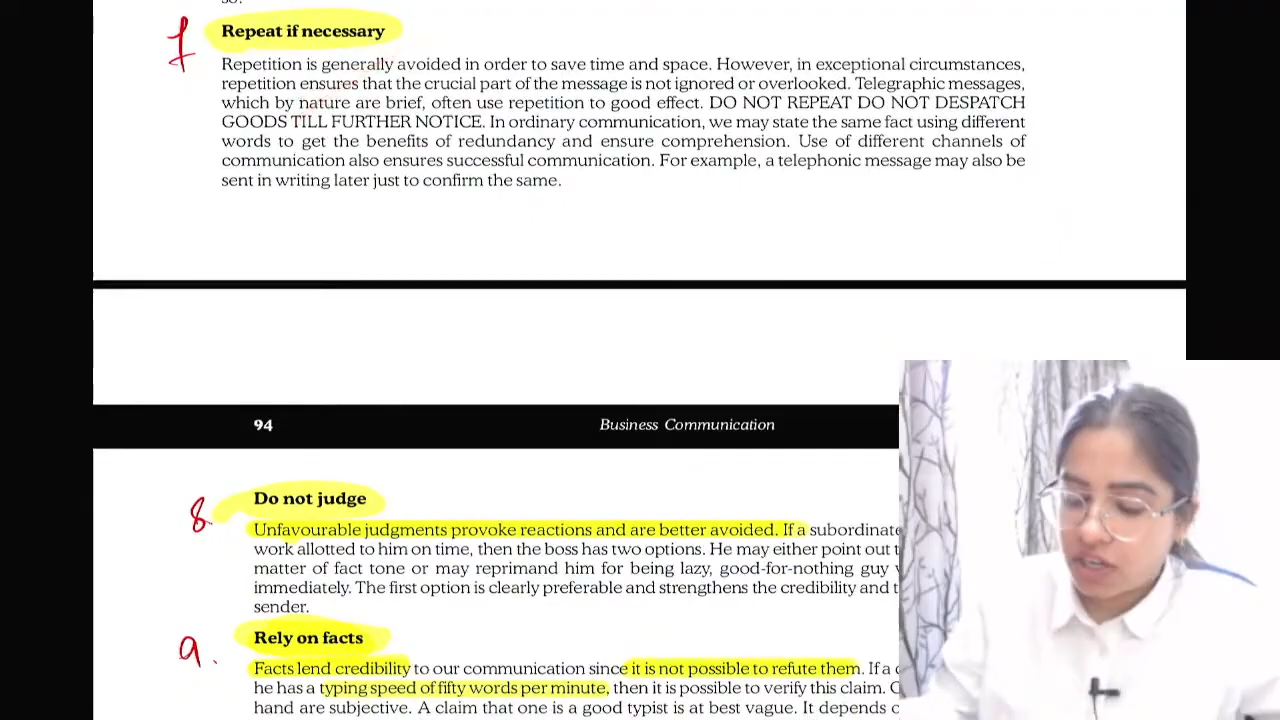 so.
7 Repeat if necessary
Repetition is generally avoided in order to save time and space. However, in exceptional circumstances,
repetition ensures that the crucial part of the message is not ignored or overlooked. Telegraphic messages,
which by nature are brief, often use repetition to good effect. DO NOT REPEAT DO NOT DESPATCH
GOODS TILL FURTHER NOTICE. In ordinary communication, we may state the same fact using different
words to get the benefits of redundancy and ensure comprehension. Use of different channels of
communication also ensures successful communication. For example, a telephonic message may also be
sent in writing later just to confirm the same.
94 Business Communication
8 Do not judge
Unfavourable judgments provoke reactions and are better avoided. If a subordinate
work allotted to him on time, then the boss has two options. He may either point out t
matter of fact tone or may reprimand him for being lazy, good-for-nothing guy
immediately. The first option is clearly preferable and strengthens the credibility and t
sender.
9. Rely on facts
Facts lend credibility to our communication since it is not possible to refute them. If a
he has a typing speed of fifty words per minute, then it is possible to verify this claim.
hand are subjective. A claim that one is a good typist is at best vague. It depends